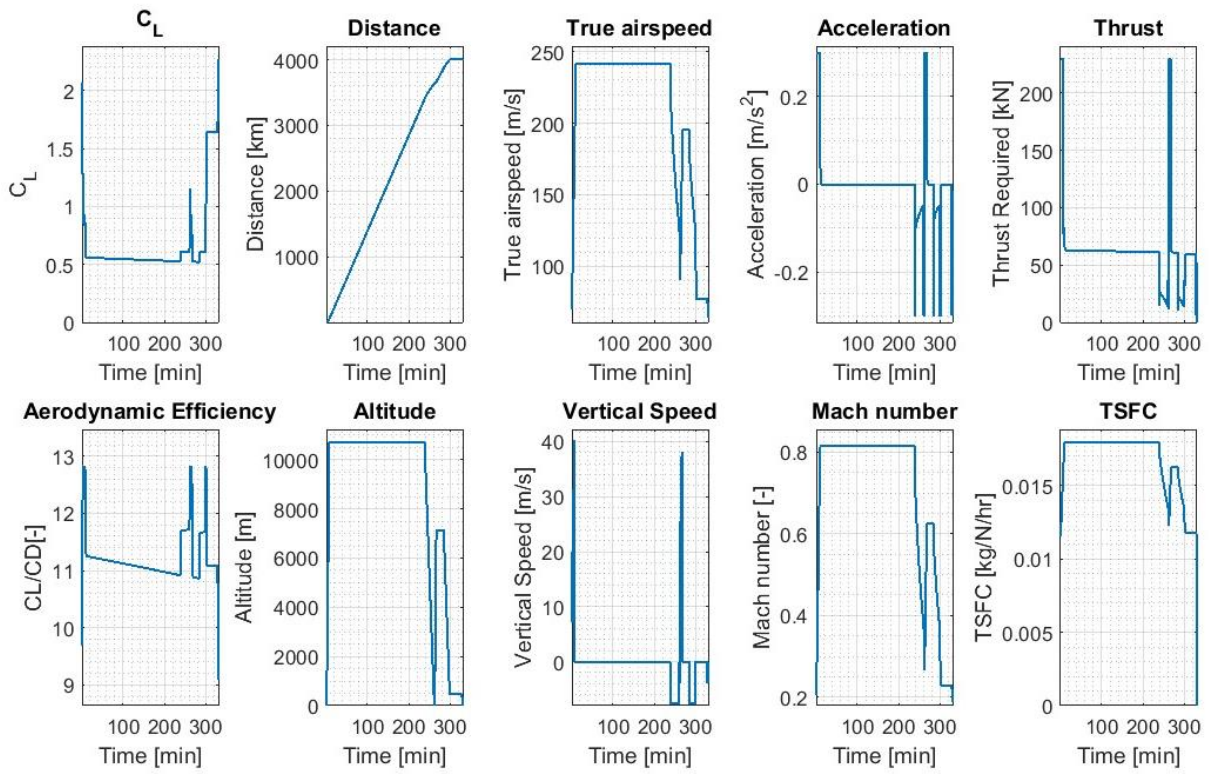 C_L
Distance
True airspeed
Acceleration
Thrust
C_L
2
1.5
1
0.5
0
100 200 300
Time [min]
Distance [km]
4000
3000
2000
1000
100 200 300
Time [min]
True airspeed [m/s]
250
200
150
100
100 200 300
Time [min]
Acceleration [m/s²]
0.2
0
-0.2
100 200 300
Time [min]
Thrust Required [kN]
200
150
100
50
0
100 200 300
Time [min]
Aerodynamic Efficiency
Altitude
Vertical Speed
Mach number
TSFC
CL/CD[-]
13
12
11
10
9
100 200 300
Time [min]
Altitude [m]
10000
8000
6000
4000
2000
0
100 200 300
Time [min]
Vertical Speed [m/s]
40
30
20
10
0
100 200 300
Time [min]
Mach number [-]
0.8
0.6
0.4
0.2
100 200 300
Time [min]
TSFC [kg/N/hr]
0.015
0.01
0.005
0
100 200 300
Time [min]